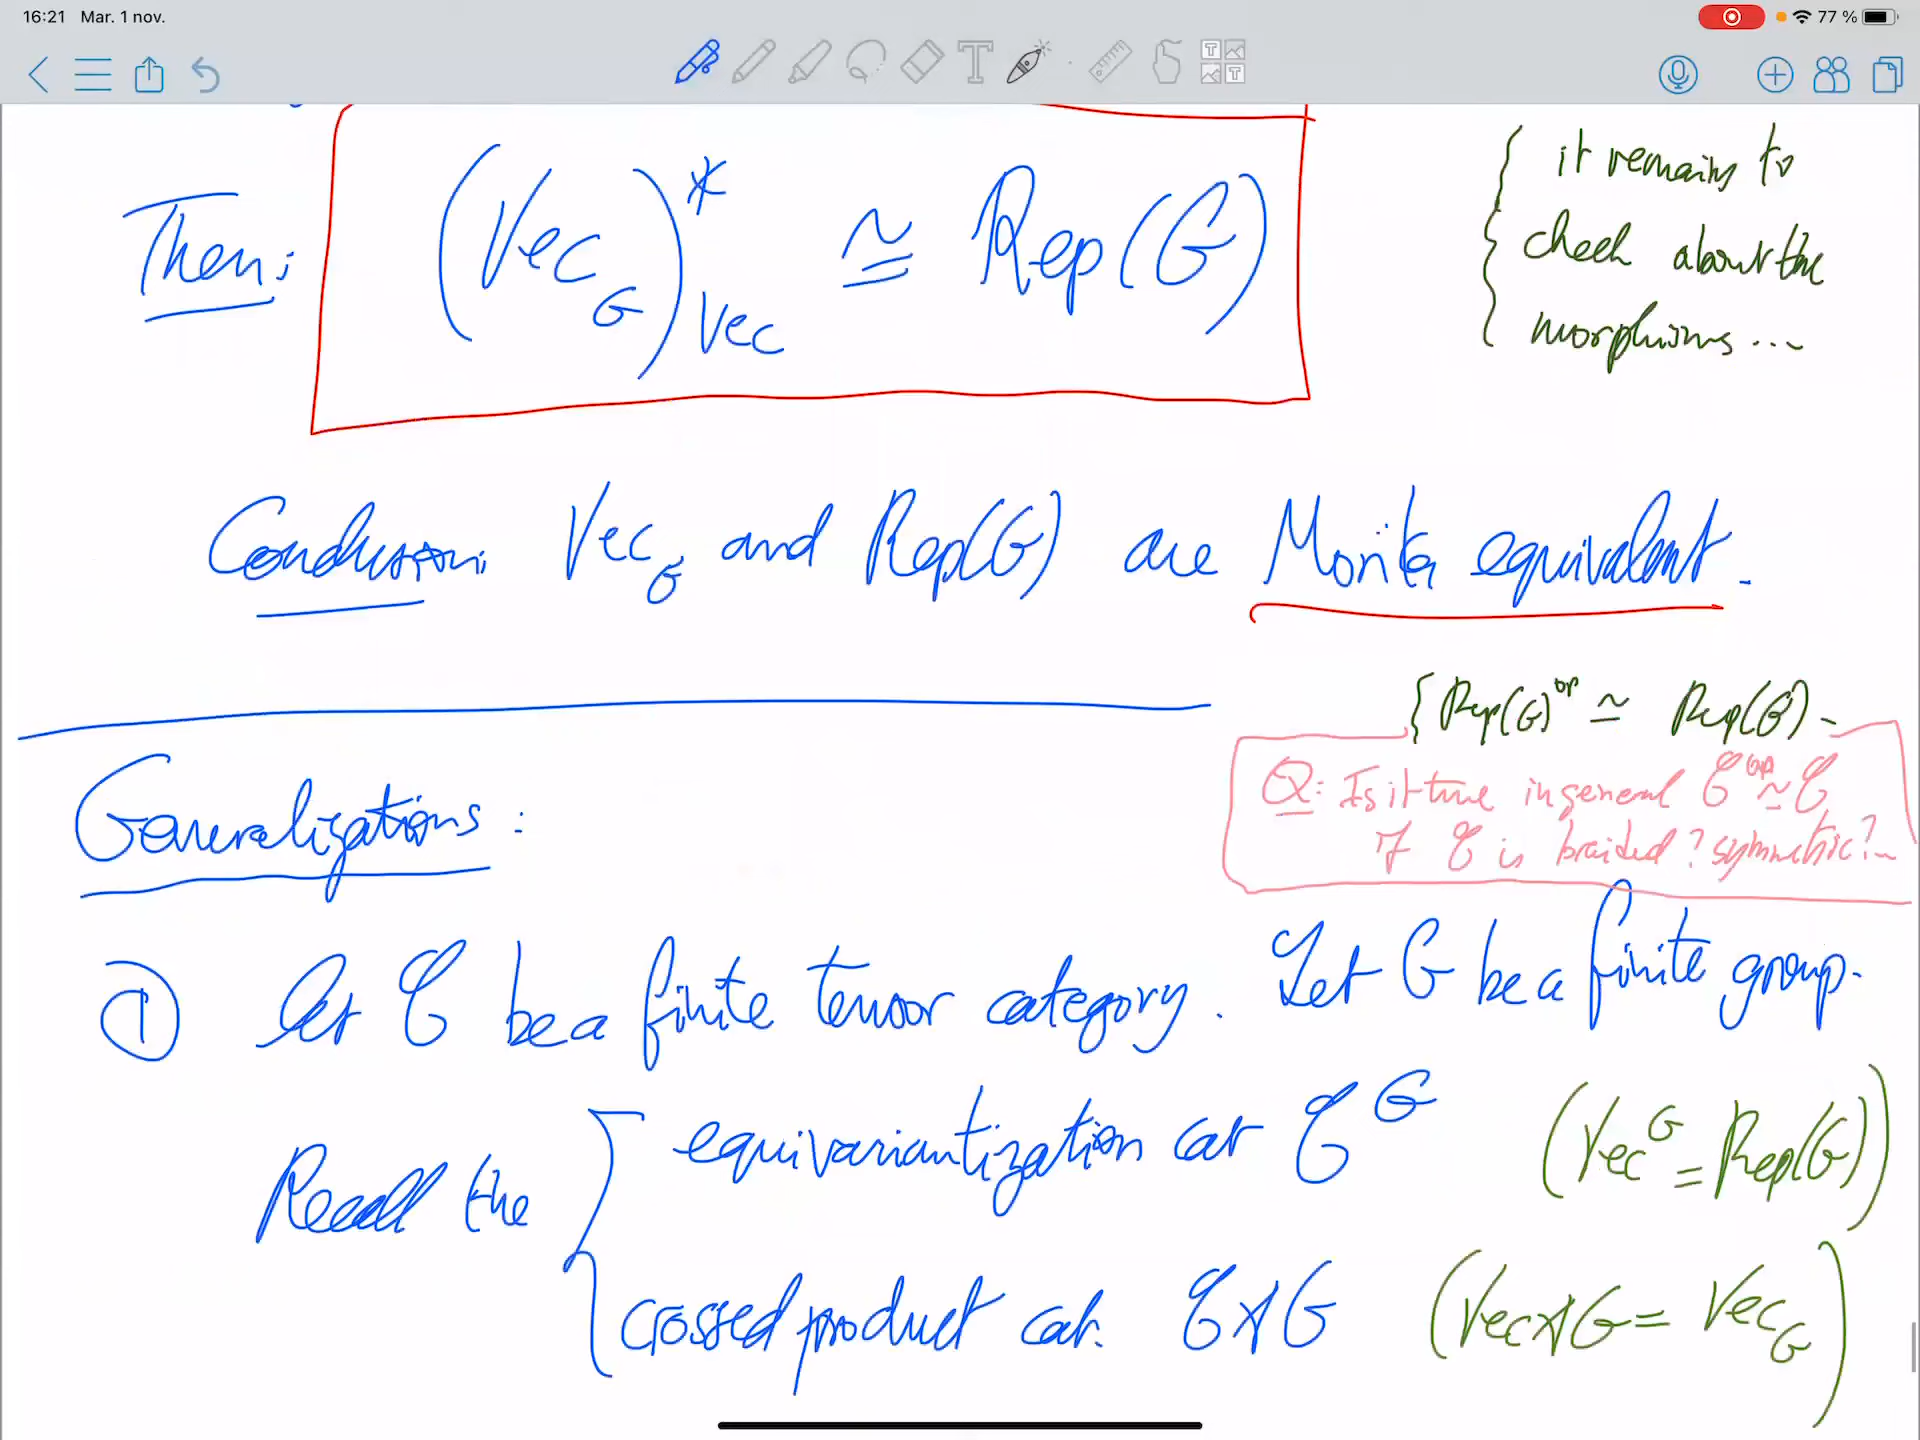 16:21 Mar. 1 nov.
77 %
Then: (Vec_G)^*_Vec ≅ Rep(G)
{ it remains to
check about the
morphisms ...
Conclusion: Vec_G and Rep(G) are Morita equivalent.
{ Rep(G)^op ≃ Rep(G) -
Q: Is it true in general 𝒞^op ≃ 𝒞
if 𝒞 is braided? symmetric?...
Generalizations:
① let 𝒞 be a finite tensor category. Let G be a finite group.
Recall the { equivariantization cat 𝒞^G (Vec^G = Rep(G))
crossed product cat. 𝒞⋊G (Vec⋊G = Vec_G)